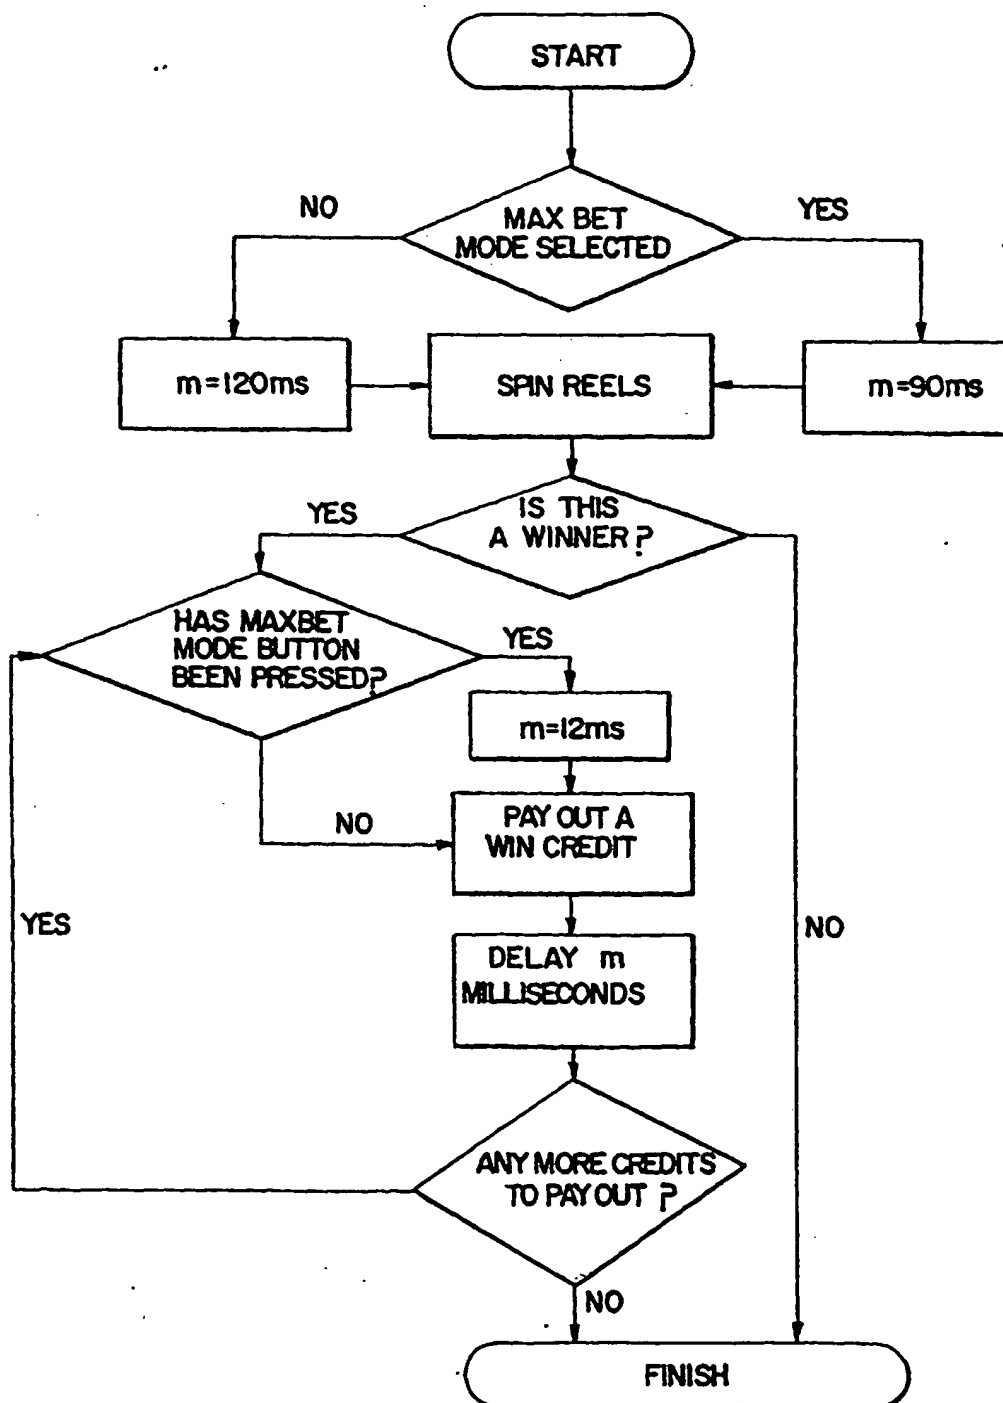 START
NO
YES
MAX BET
MODE SELECTED
m=120ms
SPIN REELS
m=90ms
YES
IS THIS
A WINNER?
HAS MAXBET
MODE BUTTON
BEEN PRESSED?
YES
m=12ms
NO
PAY OUT A
WIN CREDIT
YES
NO
DELAY m
MILLISECONDS
ANY MORE CREDITS
TO PAY OUT ?
NO
FINISH